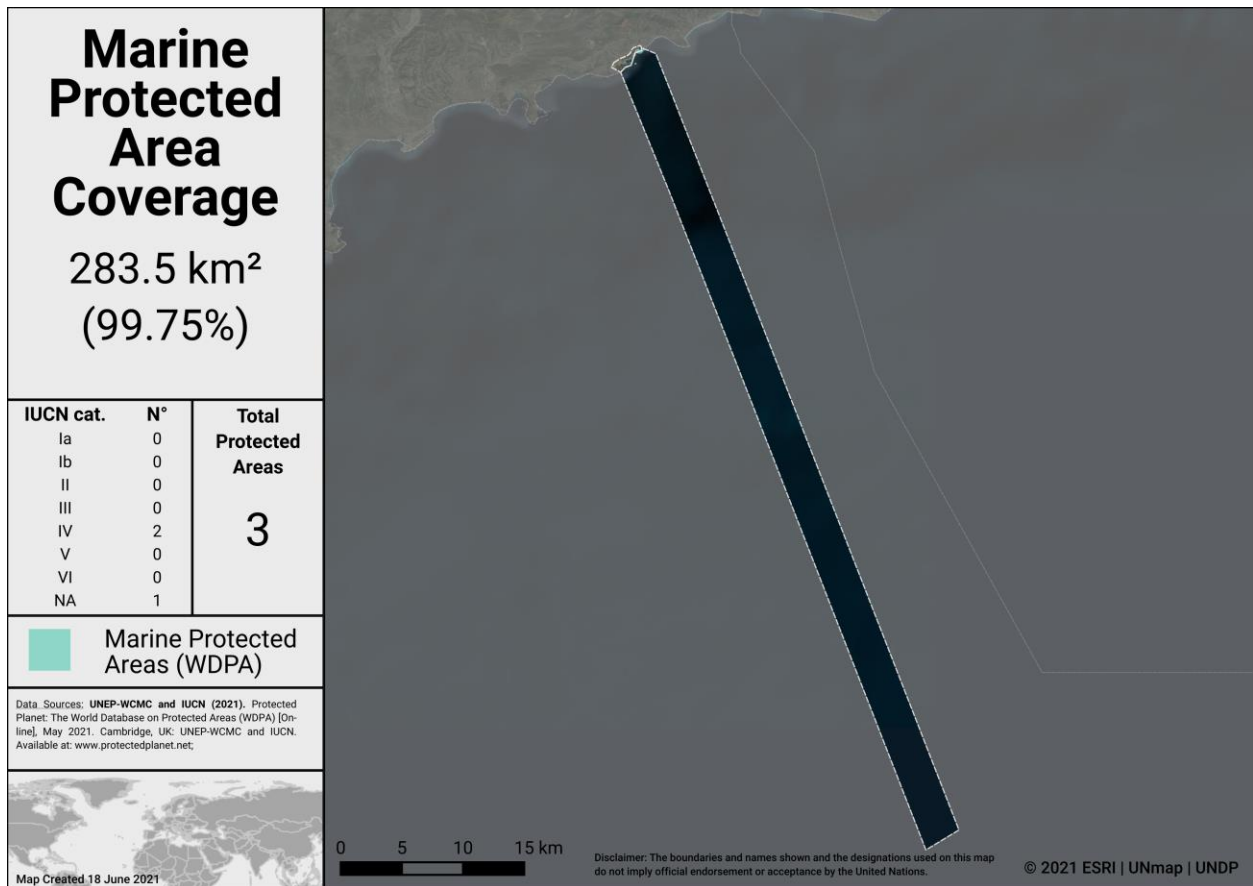 Marine
Protected
Area
Coverage
283.5 km²
(99.75%)
IUCN cat. N°
Ia 0
Ib 0
II 0
III 0
IV 2
V 0
VI 0
NA 1
Total
Protected
Areas
3
Marine Protected
Areas (WDPA)
Data Sources: UNEP-WCMC and IUCN (2021). Protected
Planet: The World Database on Protected Areas (WDPA) [On-
line], May 2021. Cambridge, UK: UNEP-WCMC and IUCN.
Available at: www.protectedplanet.net;
Map Created 18 June 2021
0 5 10 15 km
Disclaimer: The boundaries and names shown and the designations used on this map
do not imply official endorsement or acceptance by the United Nations.
© 2021 ESRI | UNmap | UNDP